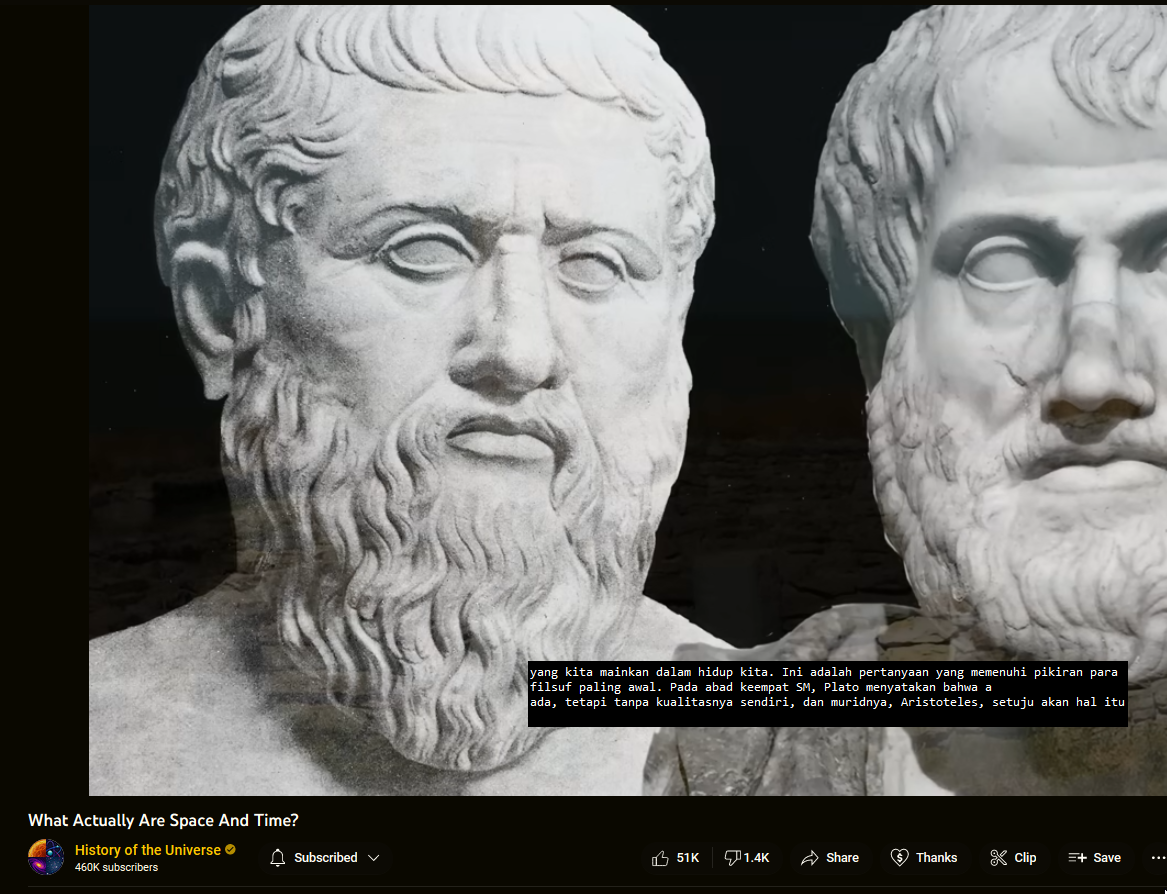 yang kita mainkan dalam hidup kita. Ini adalah pertanyaan yang memenuhi pikiran para
filsuf paling awal. Pada abad keempat SM, Plato menyatakan bahwa a
ada, tetapi tanpa kualitasnya sendiri, dan muridnya, Aristoteles, setuju akan hal itu
What Actually Are Space And Time?
History of the Universe
460K subscribers
Subscribed
51K
1.4K
Share
Thanks
Clip
Save